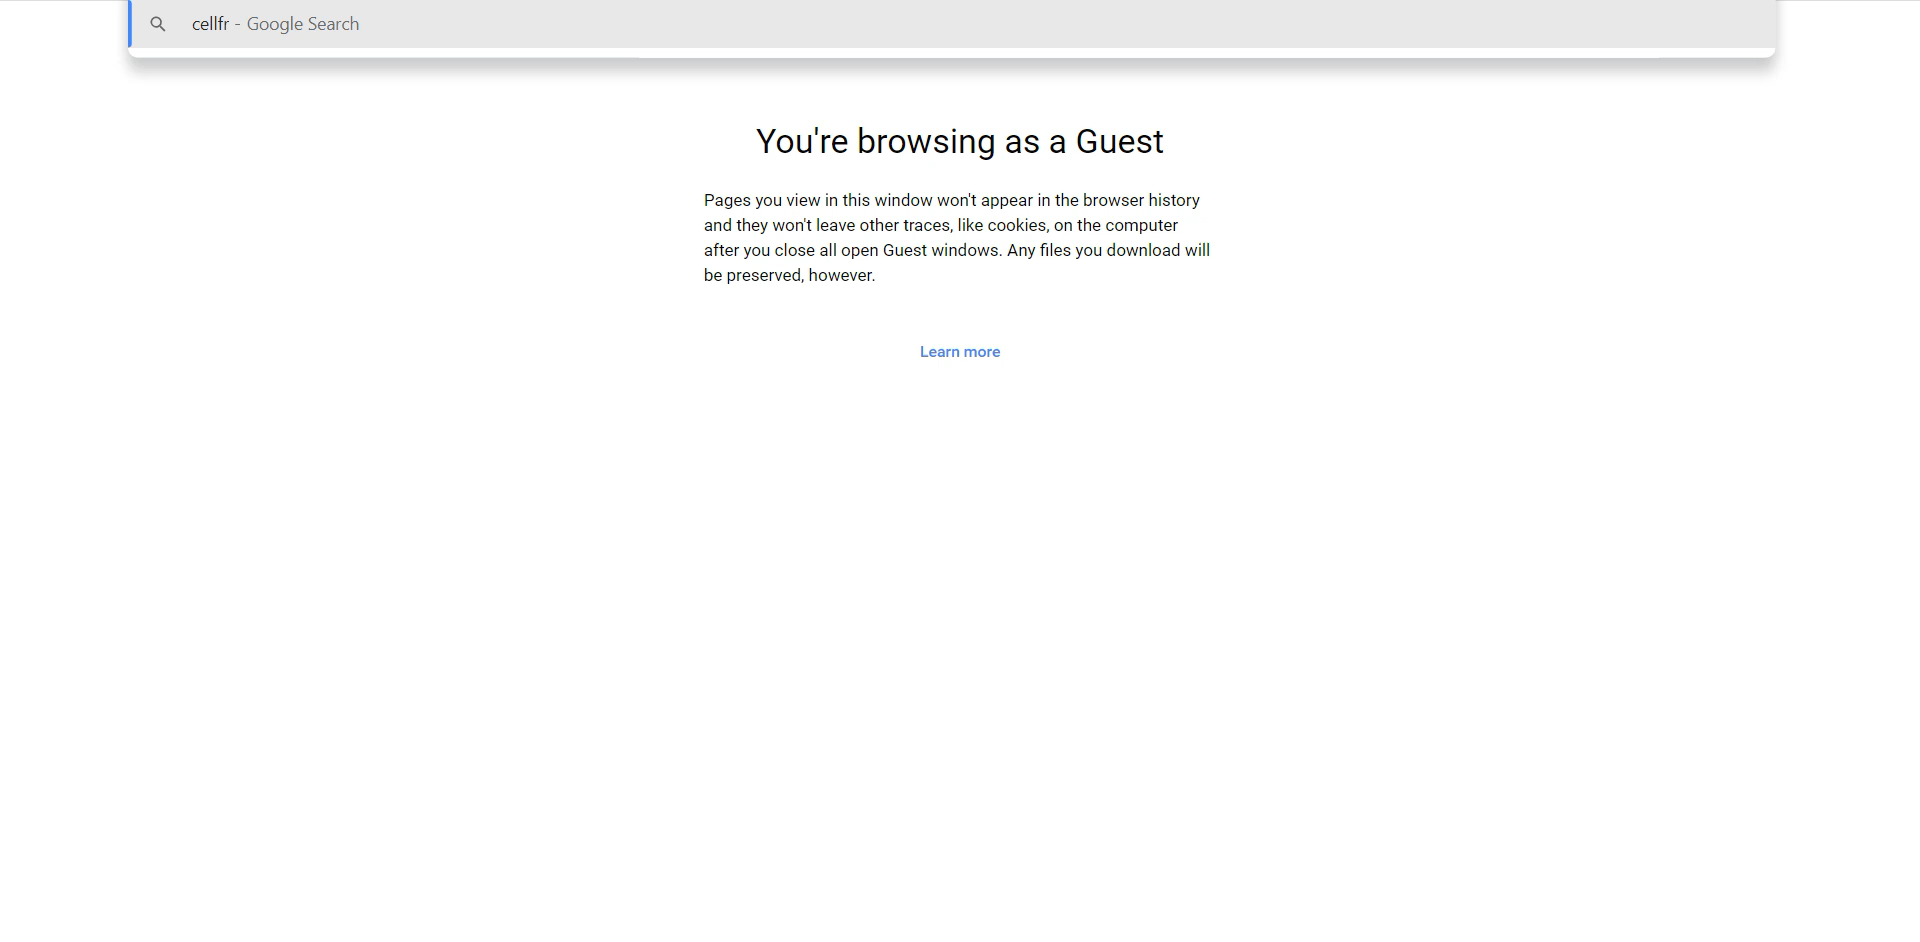 cellfr - Google Search
You're browsing as a Guest
Pages you view in this window won't appear in the browser history
and they won't leave other traces, like cookies, on the computer
after you close all open Guest windows. Any files you download will
be preserved, however.
Learn more